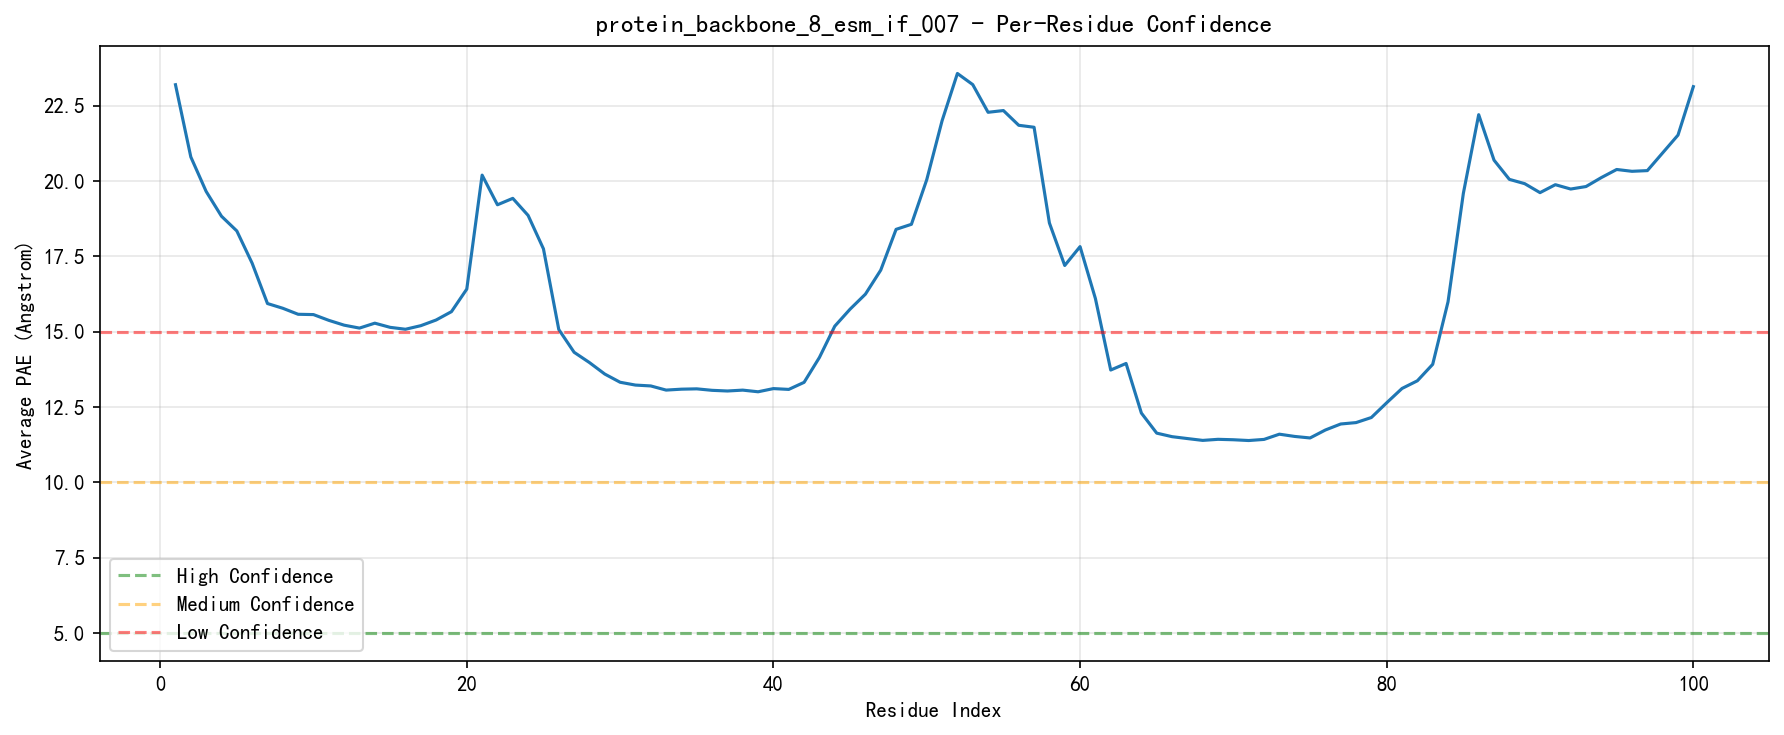 protein_backbone_8_esm_if_007 - Per-Residue Confidence
Average PAE (Angstrom)
22.5
20.0
17.5
15.0
12.5
10.0
7.5
5.0
High Confidence
Medium Confidence
Low Confidence
0 20 40 60 80 100
Residue Index